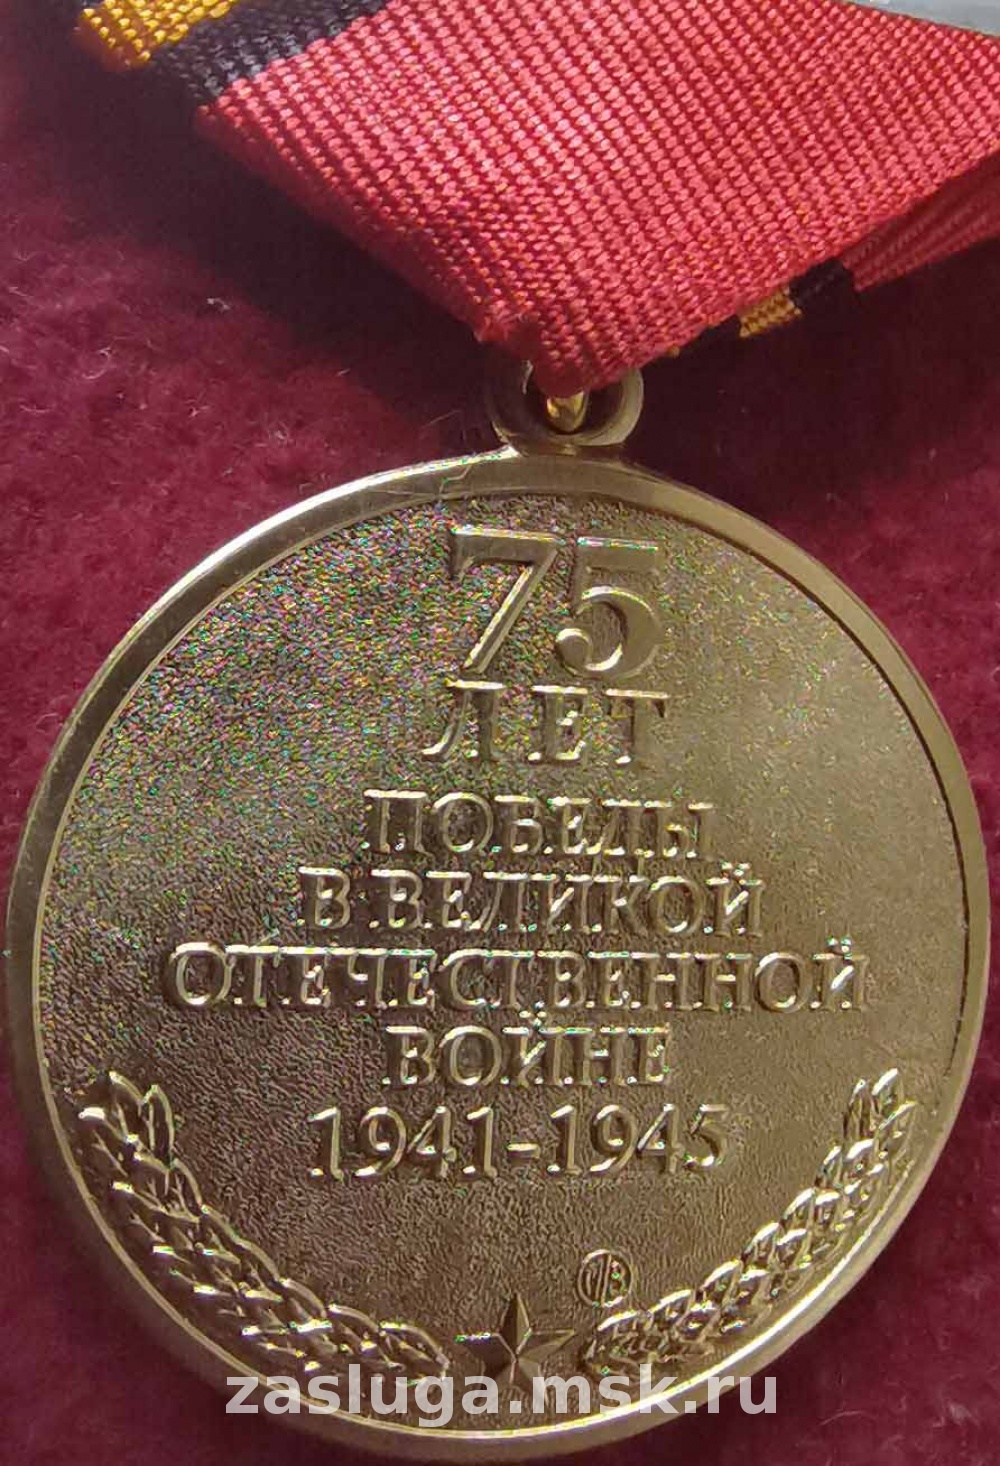 75
ЛЕТ
ПОБЕДЫ
В ВЕЛИКОЙ
ОТЕЧЕСТВЕННОЙ
ВОЙНЕ
1941-1945
zasluga.msk.ru